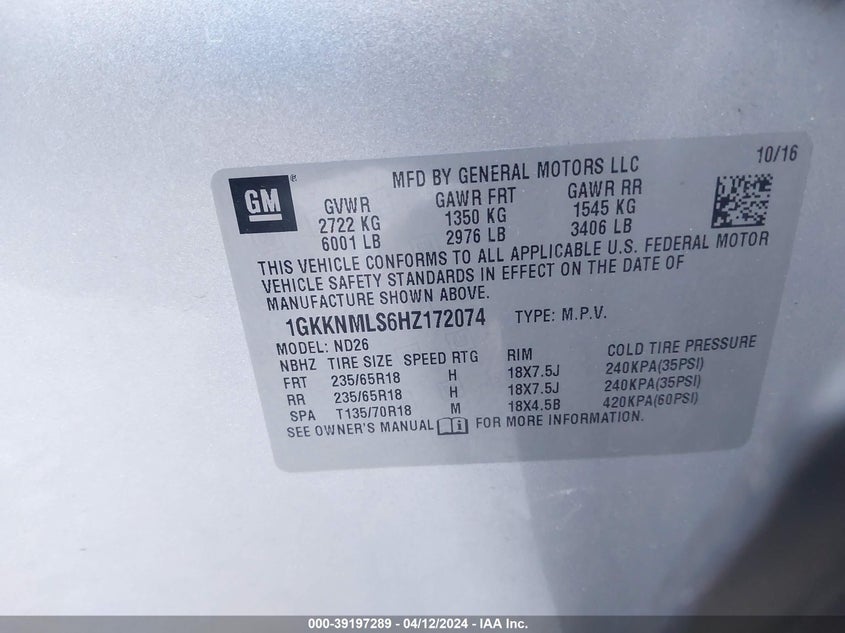 GM®
MFD BY GENERAL MOTORS LLC 10/16
GVWR GAWR FRT GAWR RR
2722 KG 1350 KG 1545 KG
6001 LB 2976 LB 3406 LB
THIS VEHICLE CONFORMS TO ALL APPLICABLE U.S. FEDERAL MOTOR
VEHICLE SAFETY STANDARDS IN EFFECT ON THE DATE OF
MANUFACTURE SHOWN ABOVE.
1GKKNMLS6HZ172074 TYPE: M.P.V.
MODEL: ND26
NBHZ TIRE SIZE SPEED RTG RIM COLD TIRE PRESSURE
FRT 235/65R18 H 18X7.5J 240KPA(35PSI)
RR 235/65R18 H 18X7.5J 240KPA(35PSI)
SPA T135/70R18 M 18X4.5B 420KPA(60PSI)
SEE OWNER'S MANUAL FOR MORE INFORMATION.
000-39197289 - 04/12/2024 - IAA Inc.